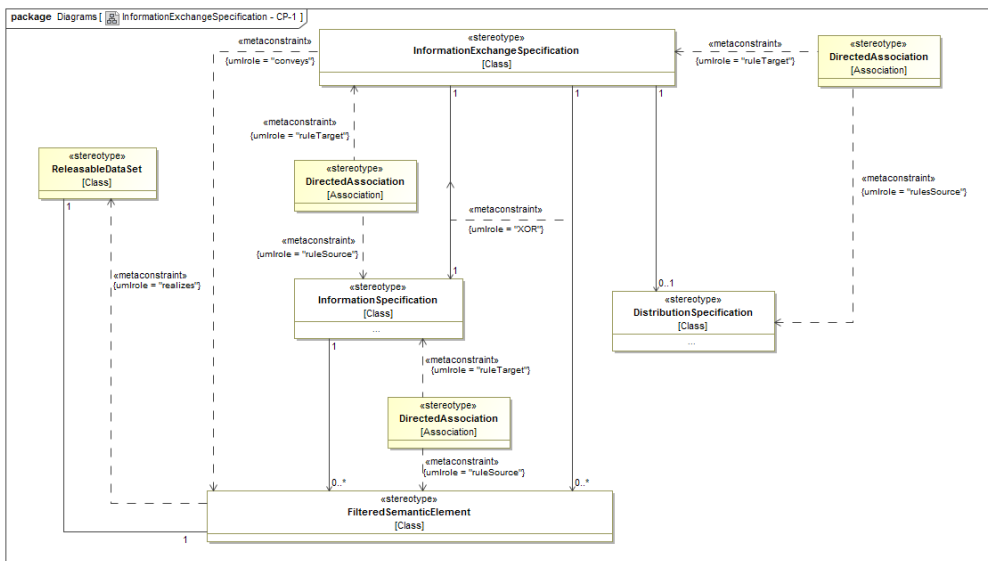 package Diagrams [ InformationExchangeSpecification - CP-1 ]
«metaconstraint»
{umlrole = "conveys"}
«stereotype»
InformationExchangeSpecification
[Class]
«metaconstraint»
{umlrole = "ruleTarget"}
«stereotype»
DirectedAssociation
[Association]
1
1
1
«metaconstraint»
{umlrole = "ruleTarget"}
«stereotype»
ReleasableDataSet
[Class]
1
«stereotype»
DirectedAssociation
[Association]
«metaconstraint»
{umlrole = "rulesSource"}
«metaconstraint»
{umlrole = "XOR"}
«metaconstraint»
{umlrole = "ruleSource"}
1
«metaconstraint»
{umlrole = "realizes"}
«stereotype»
InformationSpecification
[Class]
...
0..1
«stereotype»
DistributionSpecification
[Class]
...
1
«metaconstraint»
{umlrole = "ruleTarget"}
«stereotype»
DirectedAssociation
[Association]
«metaconstraint»
{umlrole = "ruleSource"}
0..*
0..*
«stereotype»
FilteredSemanticElement
[Class]
1